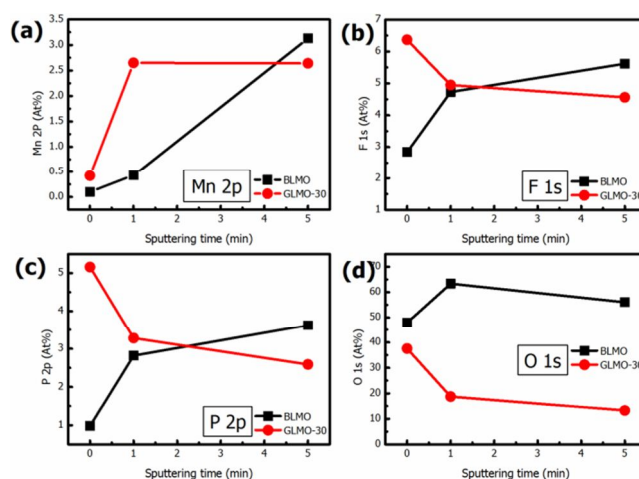 (a)
3.5
3.0
2.5
2.0
1.5
1.0
0.5
0.0
Mn 2P (At%)
Mn 2p
BLMO
GLMO-30
0 1 2 3 4 5
Sputtering time (min)
(b)
7
6
5
4
3
2
1
F 1s (At%)
F 1s
BLMO
GLMO-30
0 1 2 3 4 5
Sputtering time (min)
(c)
5
4
3
2
1
P 2p (At%)
P 2p
BLMO
GLMO-30
0 1 2 3 4 5
Sputtering time (min)
(d)
70
60
50
40
30
20
10
0
O 1s (At%)
O 1s
BLMO
GLMO-30
0 1 2 3 4 5
Sputtering time (min)